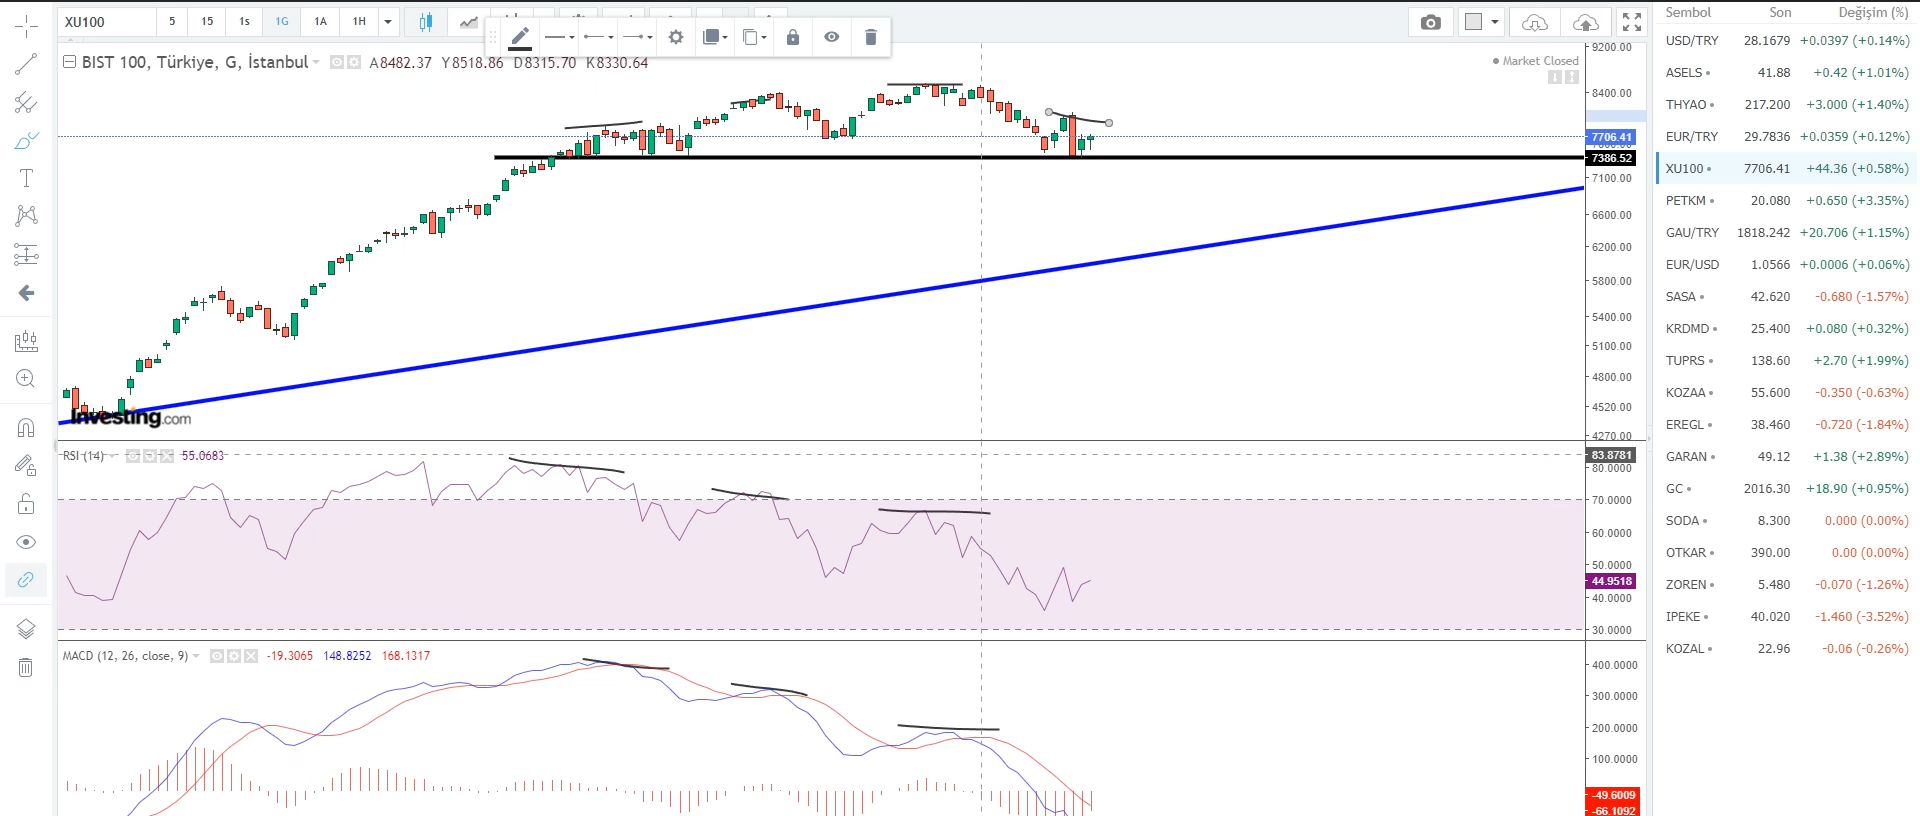 XU100 5 15 1s 1G 1A 1H
BIST 100, Türkiye, G, İstanbul A8482.37 Y8518.86 D8315.70 K8330.64
Market Closed
9200.00
8400.00
7706.41
7386.52
7100.00
6600.00
6200.00
5800.00
5400.00
5100.00
4800.00
4520.00
4270.00
Investing.com
RSI (14) 55.0683
83.8781
80.0000
70.0000
60.0000
50.0000
44.9518
40.0000
30.0000
MACD (12, 26, close, 9) -19.3065 148.8252 168.1317
400.0000
300.0000
200.0000
100.0000
-49.6009
-66.1092
Sembol Son Değişim (%)
USD/TRY 28.1679 +0.0397 (+0.14%)
ASELS 41.88 +0.42 (+1.01%)
THYAO 217.200 +3.000 (+1.40%)
EUR/TRY 29.7836 +0.0359 (+0.12%)
XU100 7706.41 +44.36 (+0.58%)
PETKM 20.080 +0.650 (+3.35%)
GAU/TRY 1818.242 +20.706 (+1.15%)
EUR/USD 1.0566 +0.0006 (+0.06%)
SASA 42.620 -0.680 (-1.57%)
KRDMD 25.400 +0.080 (+0.32%)
TUPRS 138.60 +2.70 (+1.99%)
KOZAA 55.600 -0.350 (-0.63%)
EREGL 38.460 -0.720 (-1.84%)
GARAN 49.12 +1.38 (+2.89%)
GC 2016.30 +18.90 (+0.95%)
SODA 8.300 0.000 (0.00%)
OTKAR 390.00 0.00 (0.00%)
ZOREN 5.480 -0.070 (-1.26%)
IPEKE 40.020 -1.460 (-3.52%)
KOZAL 22.96 -0.06 (-0.26%)